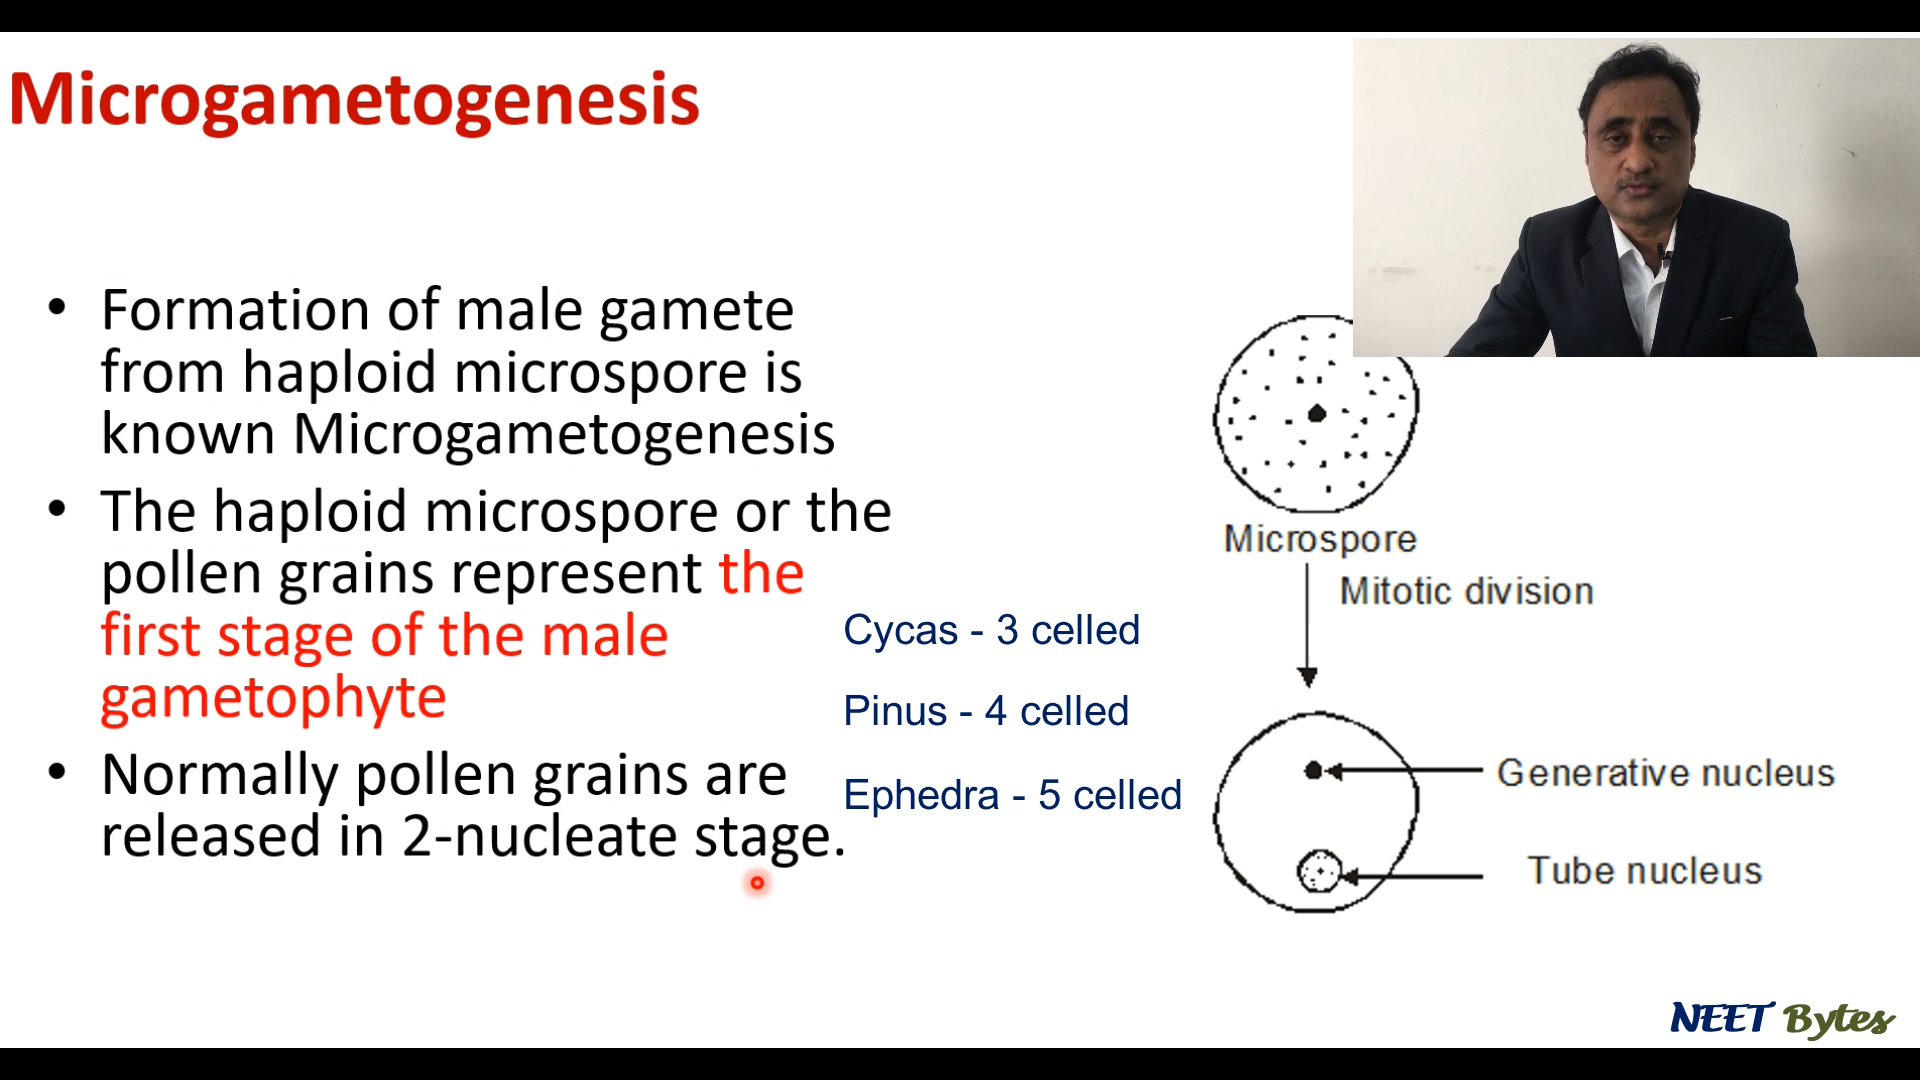 Microgametogenesis
• Formation of male gamete
from haploid microspore is
known Microgametogenesis
• The haploid microspore or the
pollen grains represent the
first stage of the male
gametophyte
• Normally pollen grains are
released in 2-nucleate stage.
Cycas - 3 celled
Pinus - 4 celled
Ephedra - 5 celled
Microspore
Mitotic division
Generative nucleus
Tube nucleus
NEET Bytes